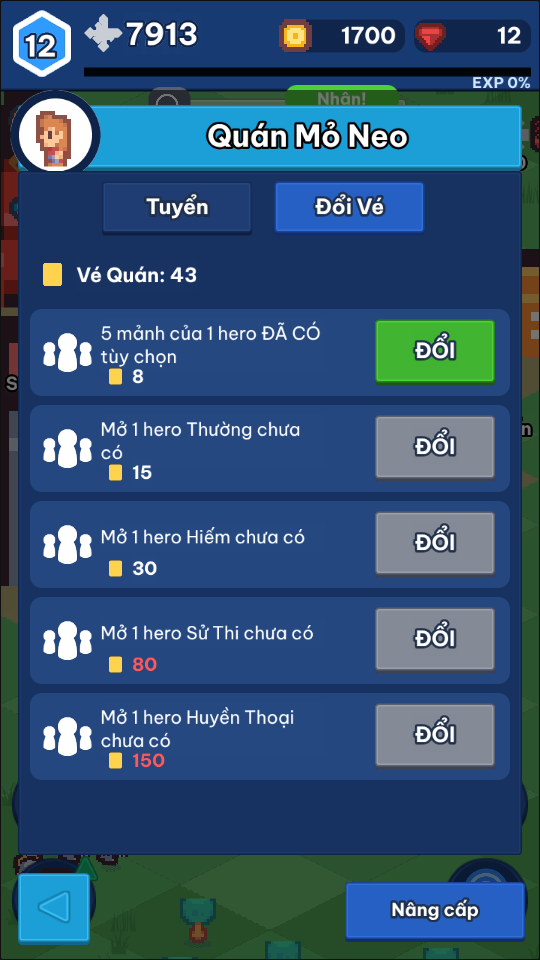 12
7913
1700
12
EXP 0%
Nhận!
Quán Mỏ Neo
Tuyển
Đổi Vé
Vé Quán: 43
5 mảnh của 1 hero ĐÃ CÓ
tùy chọn
8
ĐỔI
Mở 1 hero Thường chưa
có
15
ĐỔI
Mở 1 hero Hiếm chưa có
30
ĐỔI
Mở 1 hero Sử Thi chưa có
80
ĐỔI
Mở 1 hero Huyền Thoại
chưa có
150
ĐỔI
Nâng cấp